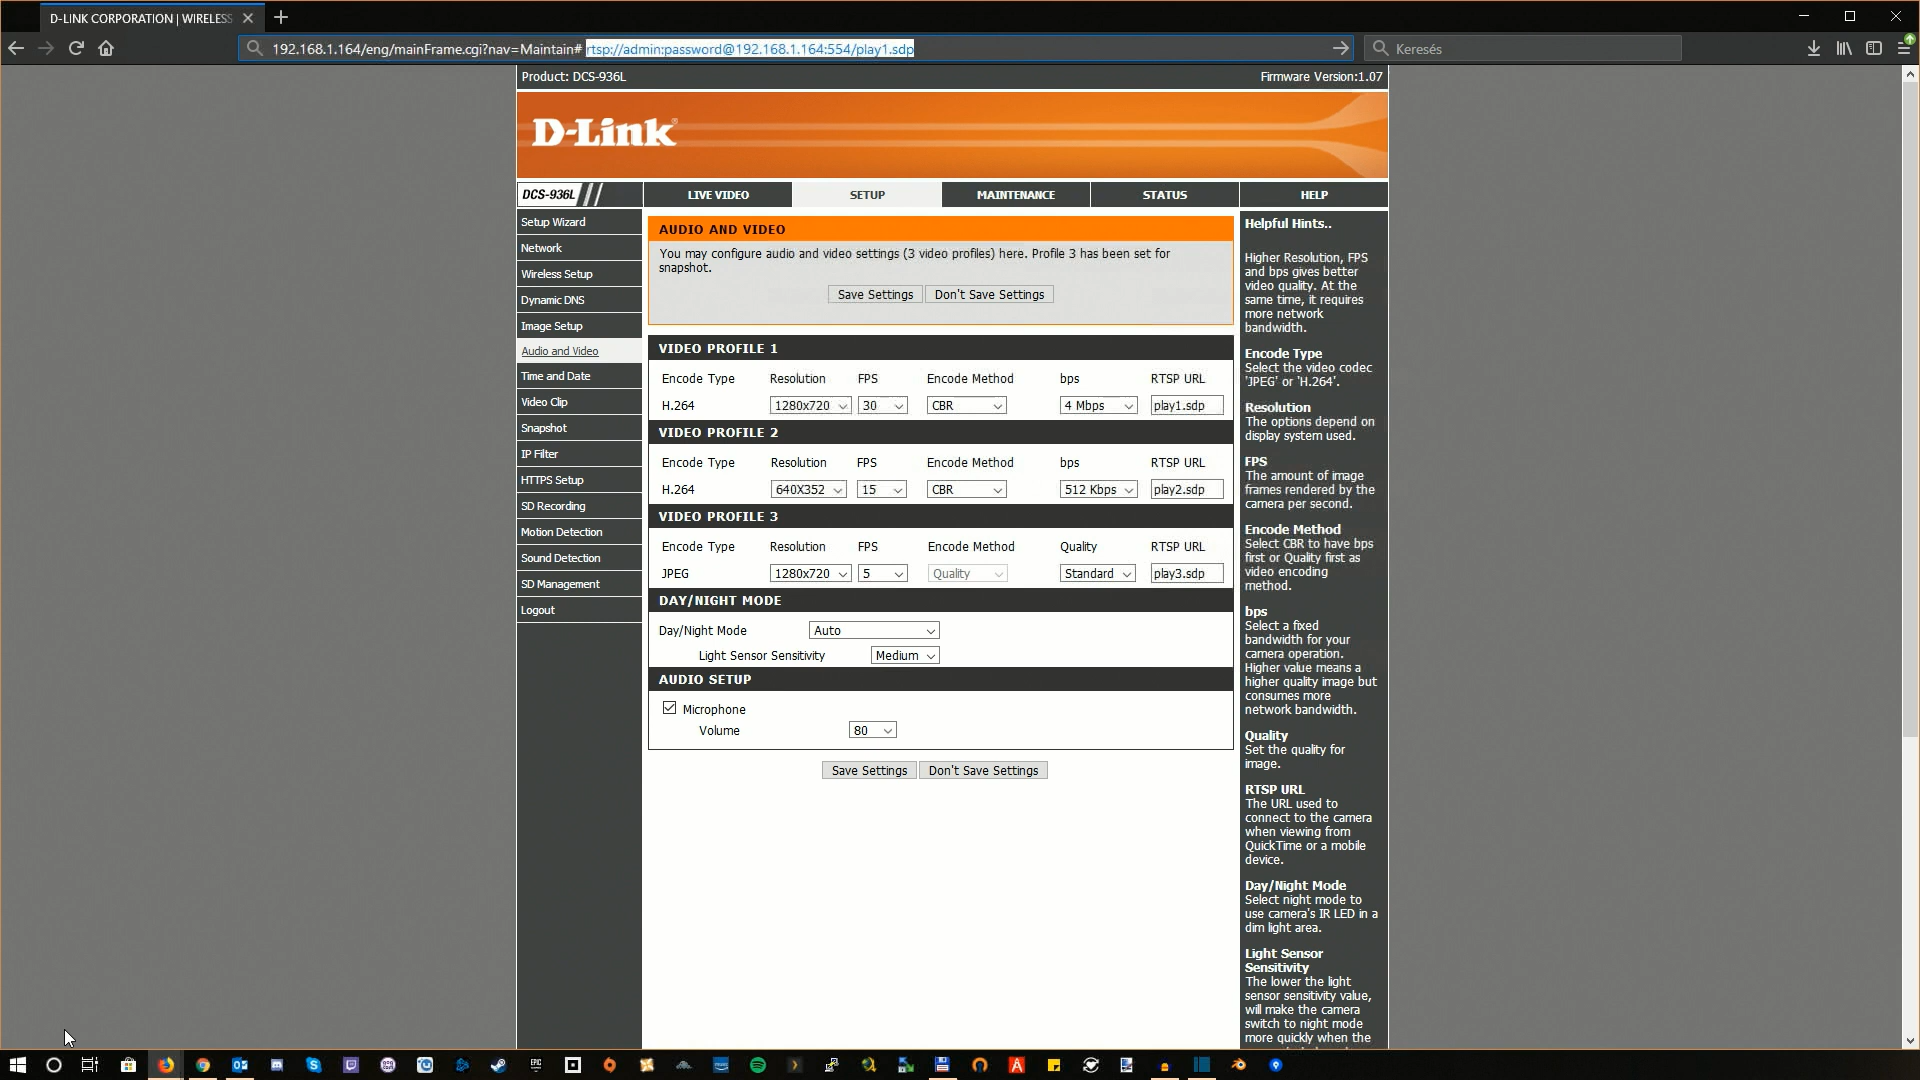 D-LINK CORPORATION | WIRELESS
192.168.1.164/eng/mainFrame.cgi?nav=Maintain# rtsp://admin:password@192.168.1.164:554/play1.sdp
Keresés
Product: DCS-936L
Firmware Version:1.07
D-Link
DCS-936L
LIVE VIDEO
SETUP
MAINTENANCE
STATUS
HELP
Setup Wizard
Network
Wireless Setup
Dynamic DNS
Image Setup
Audio and Video
Time and Date
Video Clip
Snapshot
IP Filter
HTTPS Setup
SD Recording
Motion Detection
Sound Detection
SD Management
Logout
AUDIO AND VIDEO
You may configure audio and video settings (3 video profiles) here. Profile 3 has been set for
snapshot.
Save Settings Don't Save Settings
VIDEO PROFILE 1
Encode Type Resolution FPS Encode Method bps RTSP URL
H.264 1280x720 30 CBR 4 Mbps play1.sdp
VIDEO PROFILE 2
Encode Type Resolution FPS Encode Method bps RTSP URL
H.264 640X352 15 CBR 512 Kbps play2.sdp
VIDEO PROFILE 3
Encode Type Resolution FPS Encode Method Quality RTSP URL
JPEG 1280x720 5 Quality Standard play3.sdp
DAY/NIGHT MODE
Day/Night Mode Auto
Light Sensor Sensitivity Medium
AUDIO SETUP
Microphone
Volume 80
Save Settings Don't Save Settings
Helpful Hints..
Higher Resolution, FPS
and bps gives better
video quality. At the
same time, it requires
more network
bandwidth.
Encode Type
Select the video codec
'JPEG' or 'H.264'.
Resolution
The options depend on
display system used.
FPS
The amount of image
frames rendered by the
camera per second.
Encode Method
Select CBR to have bps
first or Quality first as
video encoding
method.
bps
Select a fixed
bandwidth for your
camera operation.
Higher value means a
higher quality image but
consumes more
network bandwidth.
Quality
Set the quality for
image.
RTSP URL
The URL used to
connect to the camera
when viewing from
QuickTime or a mobile
device.
Day/Night Mode
Select night mode to
use camera's IR LED in a
dim light area.
Light Sensor
Sensitivity
The lower the light
sensor sensitivity value,
will make the camera
switch to night mode
more quickly when the